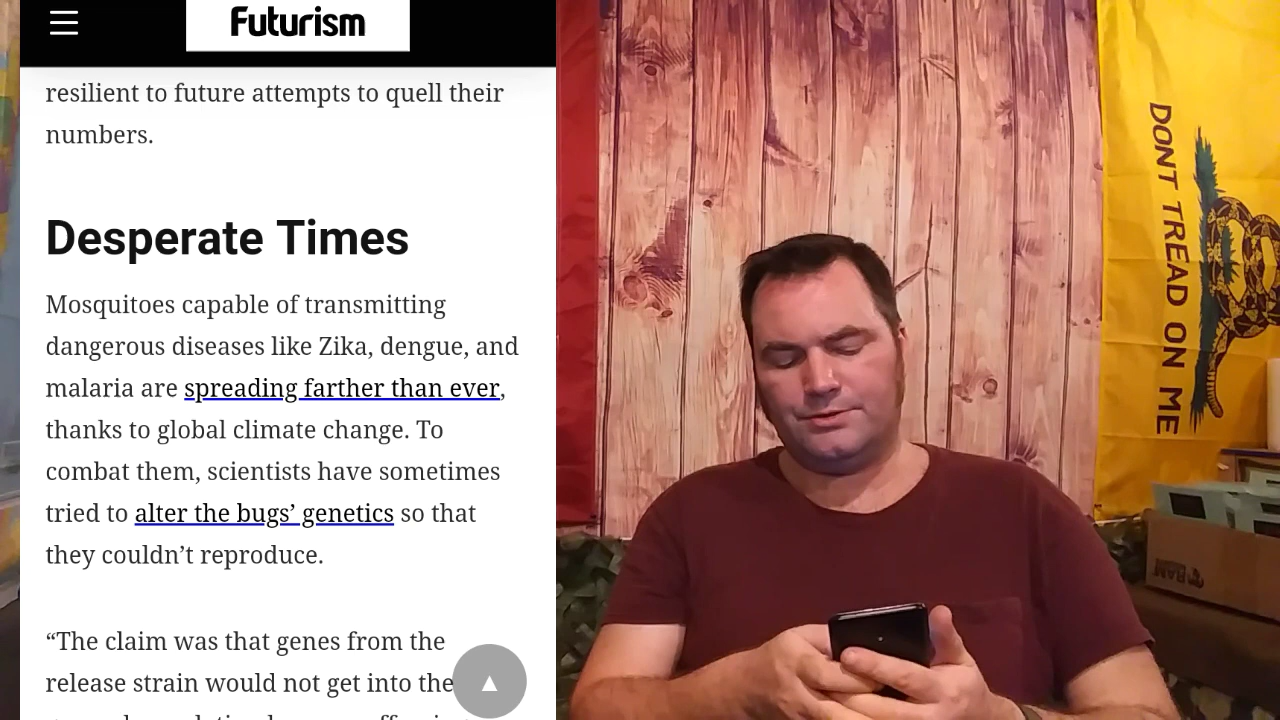 Futurism
resilient to future attempts to quell their
numbers.
Desperate Times
Mosquitoes capable of transmitting
dangerous diseases like Zika, dengue, and
malaria are spreading farther than ever,
thanks to global climate change. To
combat them, scientists have sometimes
tried to alter the bugs’ genetics so that
they couldn’t reproduce.
“The claim was that genes from the
release strain would not get into the
DONT TREAD ON ME
RAM